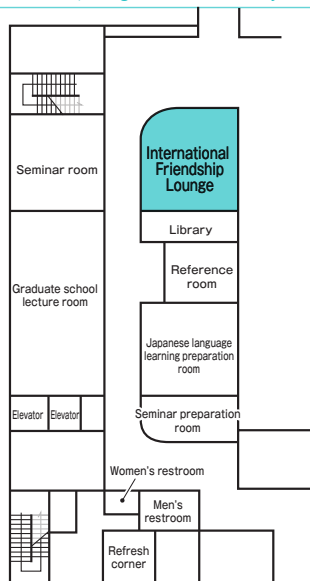 International
Friendship
Lounge
Seminar room
Library
Reference
room
Graduate school
lecture room
Japanese language
learning preparation
room
Elevator Elevator
Seminar preparation
room
Women's restroom
Men's
restroom
Refresh
corner